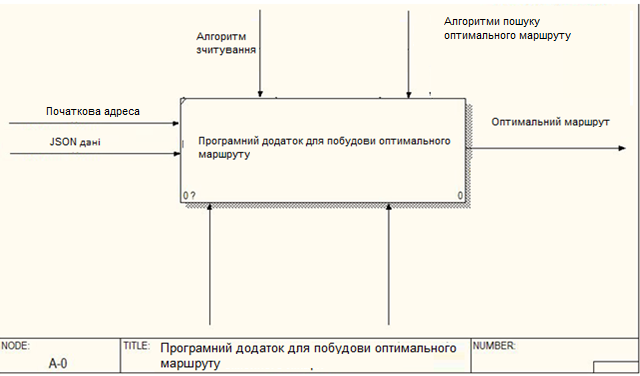 Алгоритм
зчитування
Алгоритми пошуку
оптимального маршруту
Початкова адреса
JSON дані
Програмний додаток для побудови оптимального
маршруту
Оптимальний маршрут
0 ?
0
NODE:
A-0
TITLE:
Програмний додаток для побудови оптимального
маршруту
NUMBER: